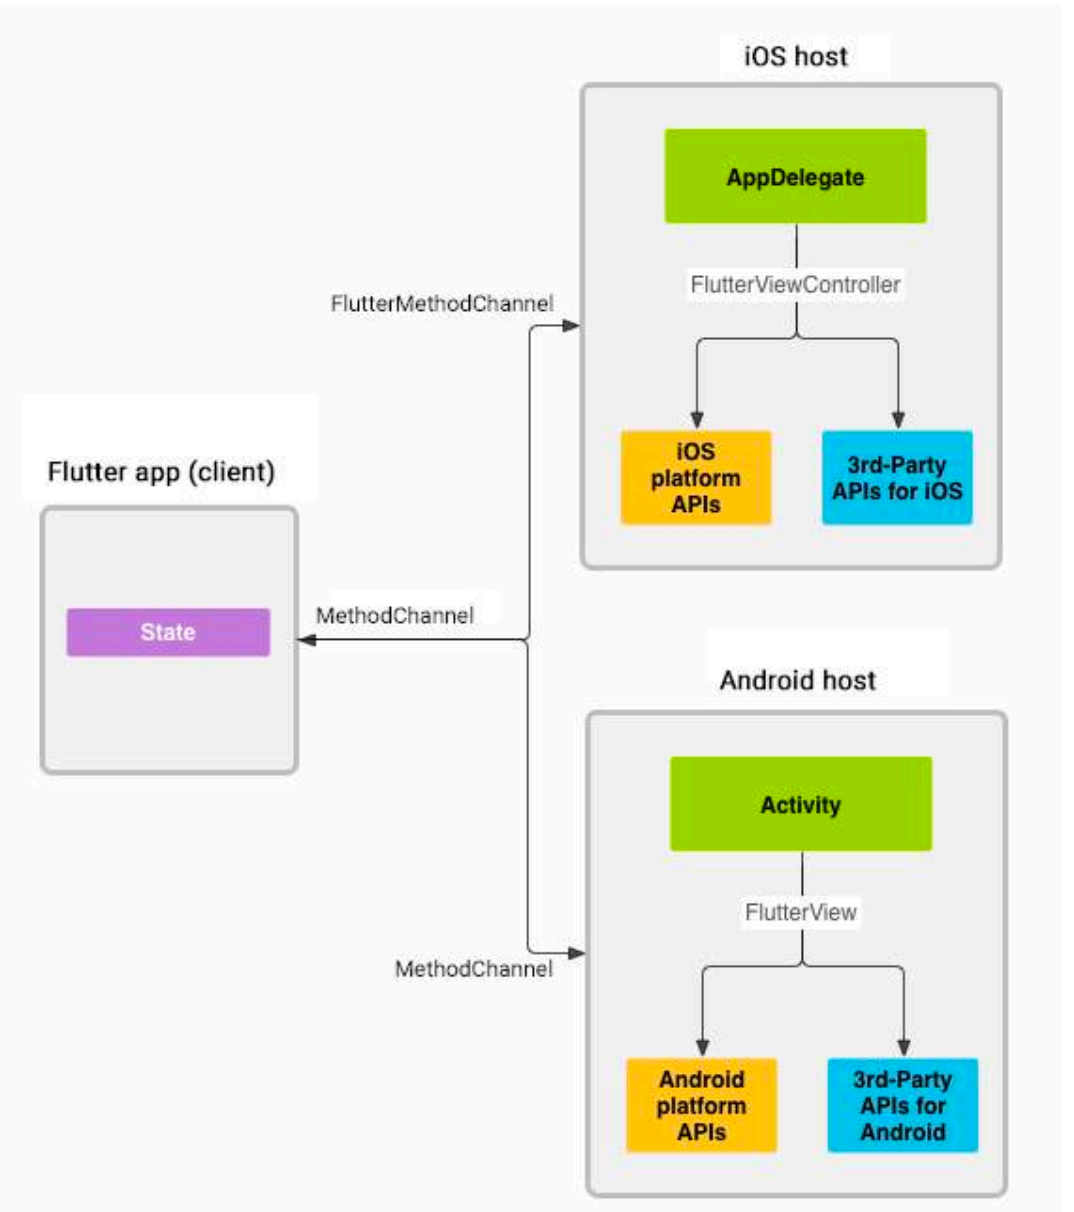 iOS host
AppDelegate
FlutterViewController
FlutterMethodChannel
iOS
platform
APIs
3rd-Party
APIs for iOS
Flutter app (client)
State
MethodChannel
Android host
Activity
FlutterView
MethodChannel
Android
platform
APIs
3rd-Party
APIs for
Android